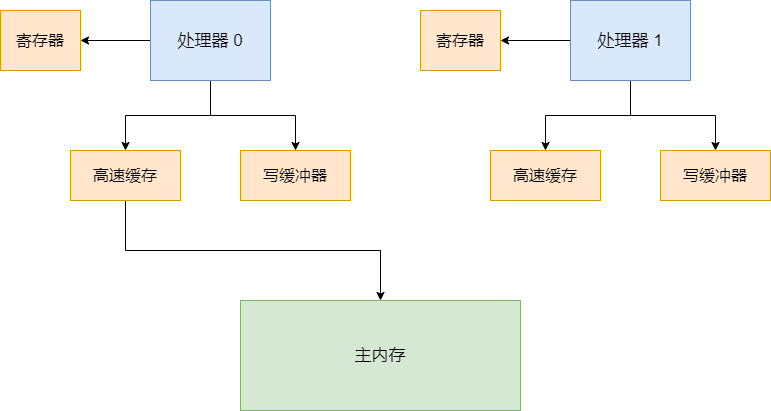 寄存器
处理器 0
寄存器
处理器 1
高速缓存
写缓冲器
高速缓存
写缓冲器
主内存